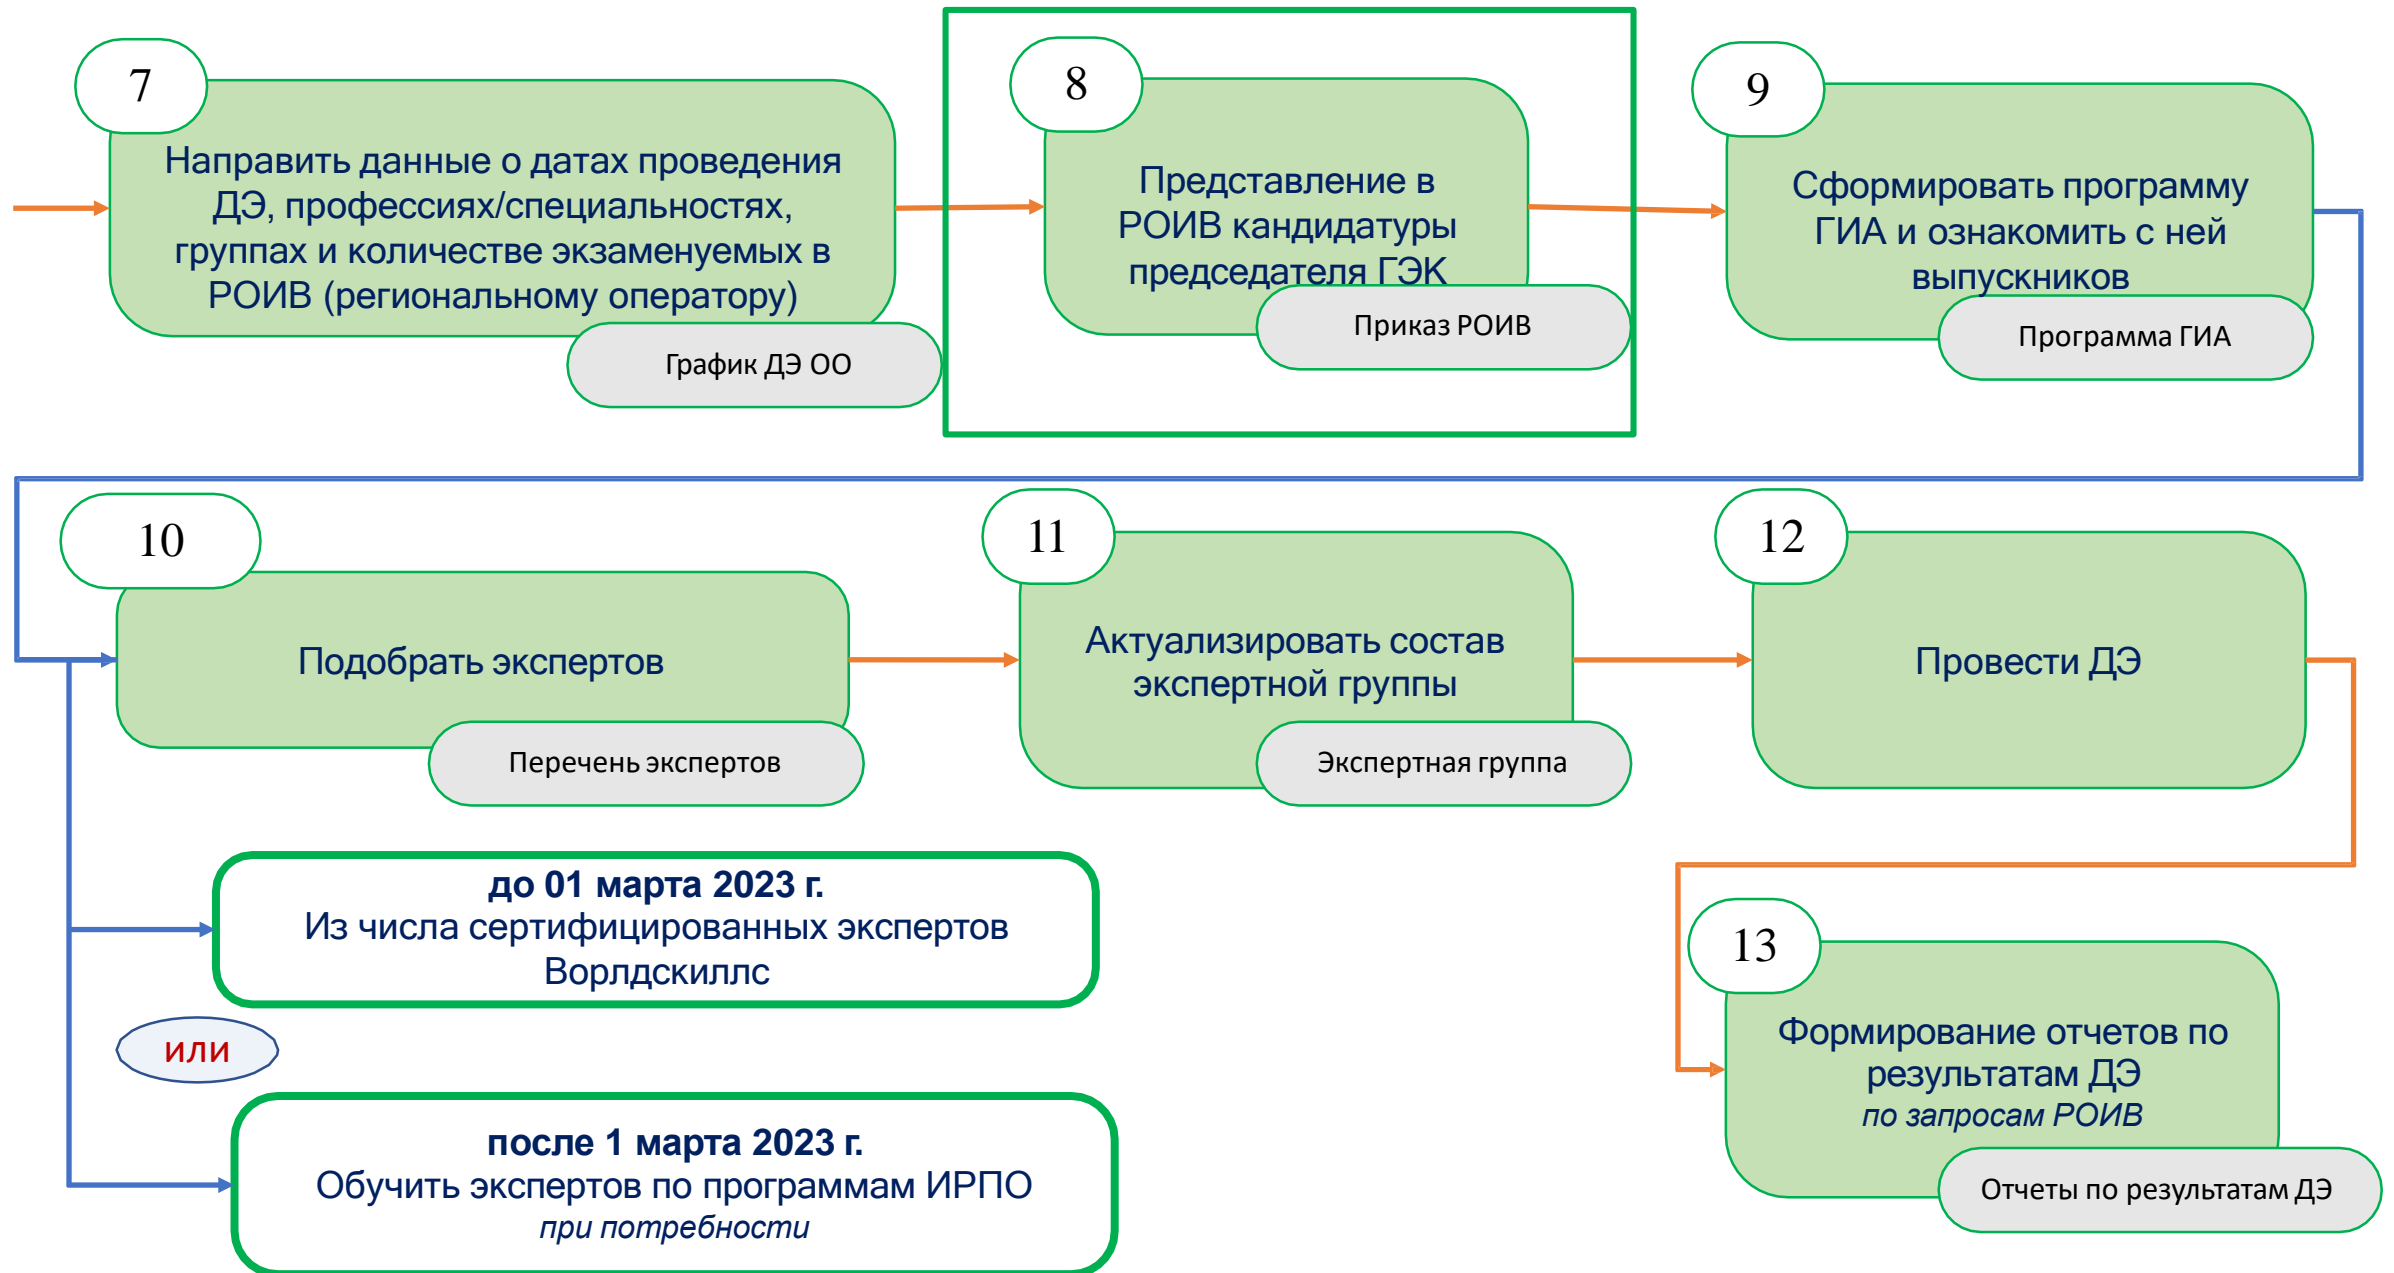 7
Направить данные о датах проведения
ДЭ, профессиях/специальностях,
группах и количестве экзаменуемых в
РОИВ (региональному оператору)
График ДЭ ОО
8
Представление в
РОИВ кандидатуры
председателя ГЭК
Приказ РОИВ
9
Сформировать программу
ГИА и ознакомить с ней
выпускников
Программа ГИА
10
Подобрать экспертов
Перечень экспертов
11
Актуализировать состав
экспертной группы
Экспертная группа
12
Провести ДЭ
до 01 марта 2023 г.
Из числа сертифицированных экспертов
Ворлдскиллс
или
после 1 марта 2023 г.
Обучить экспертов по программам ИРПО
при потребности
13
Формирование отчетов по
результатам ДЭ
по запросам РОИВ
Отчеты по результатам ДЭ